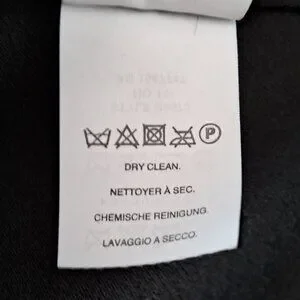 P
DRY CLEAN.
NETTOYER À SEC.
CHEMISCHE REINIGUNG
LAVAGGIO A SECCO.